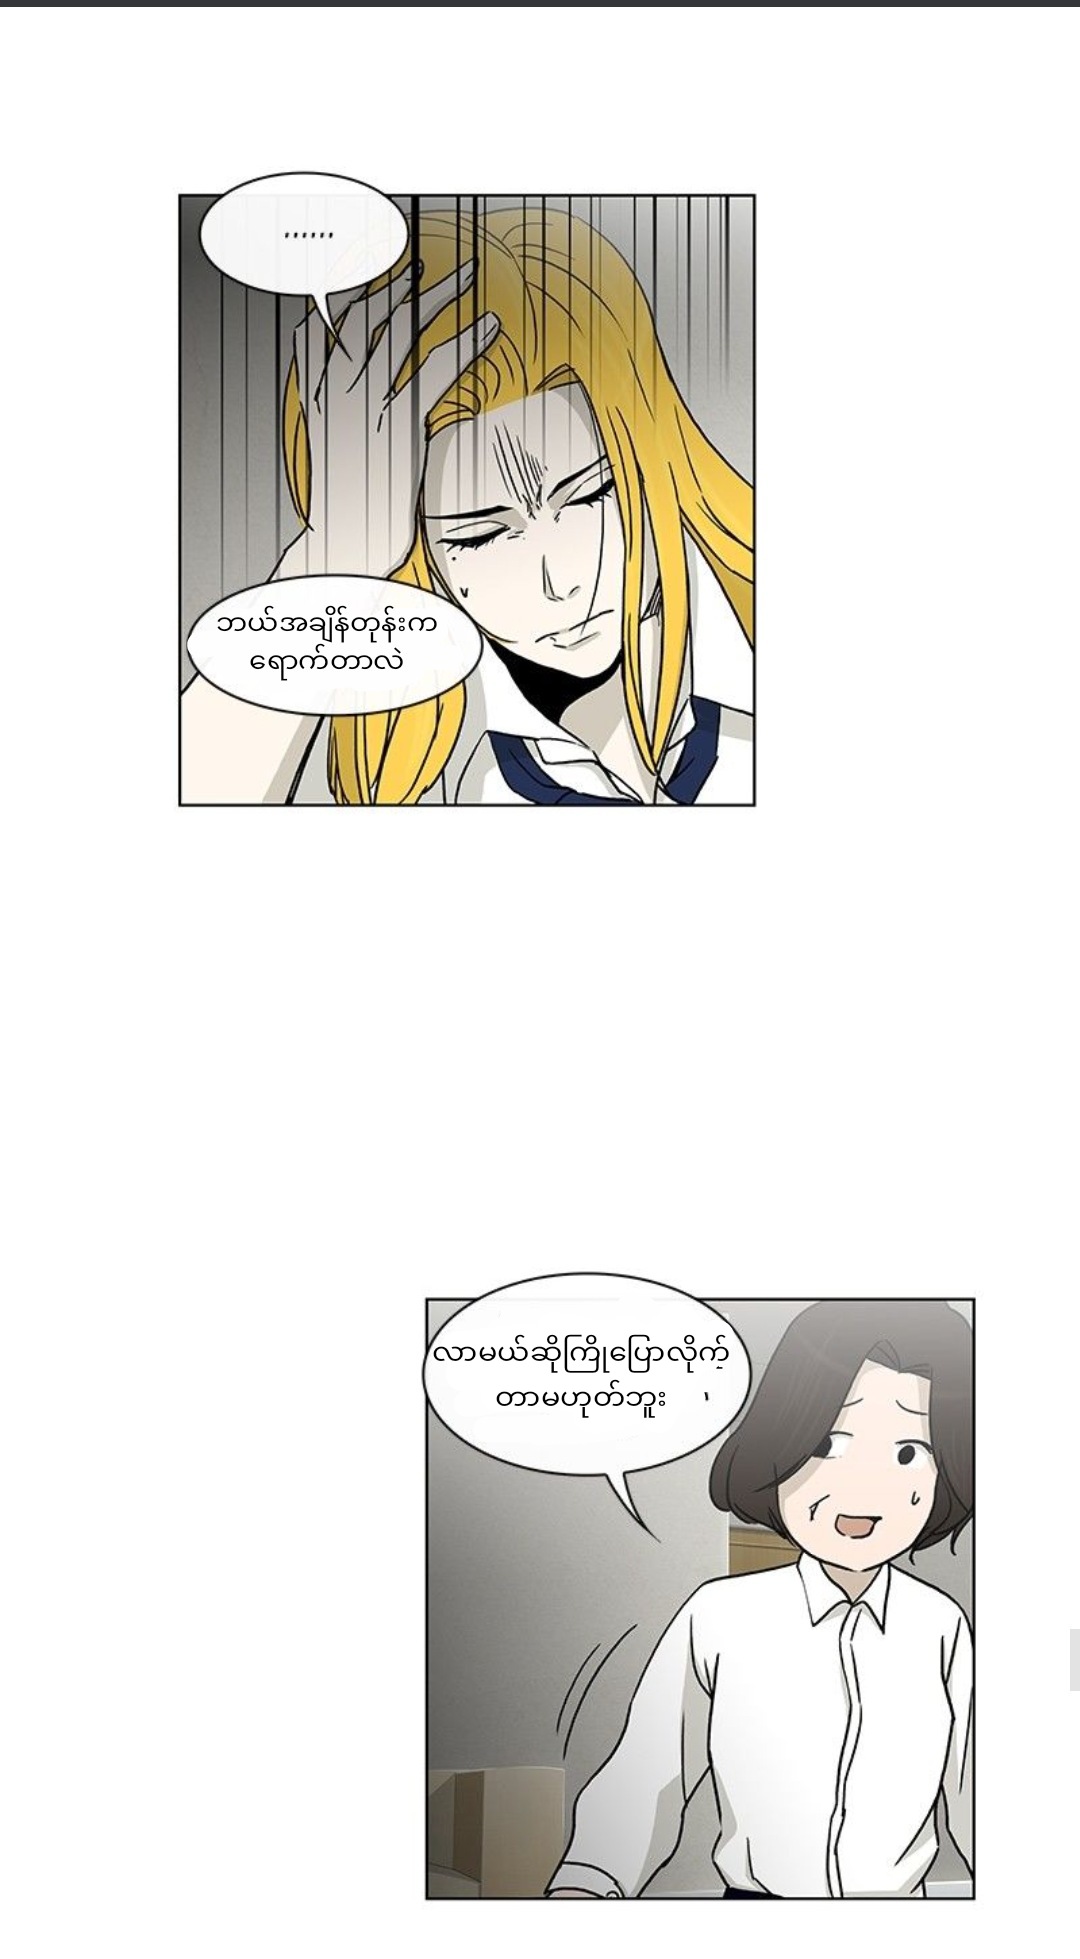 ......
ဘယ်အချိန်တုန်းက
ရောက်တာလဲ
လာမယ်ဆိုကြိုပြောလိုက်
တာမဟုတ်ဘူး